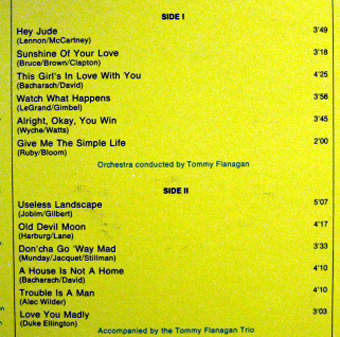 SIDE I
Hey Jude 3'49
(Lennon/McCartney)
Sunshine Of Your Love 3'18
(Bruce/Brown/Clapton)
This Girl's In Love With You 4'25
(Bacharach/David)
Watch What Happens 3'56
(LeGrand/Gimbel)
Alright, Okay, You Win 3'45
(Wyche/Watts)
Give Me The Simple Life 2'00
(Ruby/Bloom)
Orchestra conducted by Tommy Flanagan
SIDE II
Useless Landscape 5'07
(Jobim/Gilbert)
Old Devil Moon 4'17
(Harburg/Lane)
Don'cha Go 'Way Mad 3'33
(Munday/Jacquet/Stillman)
A House Is Not A Home 4'10
(Bacharach/David)
Trouble Is A Man 4'10
(Alec Wilder)
Love You Madly 3'03
(Duke Ellington)
Accompanied by the Tommy Flanagan Trio